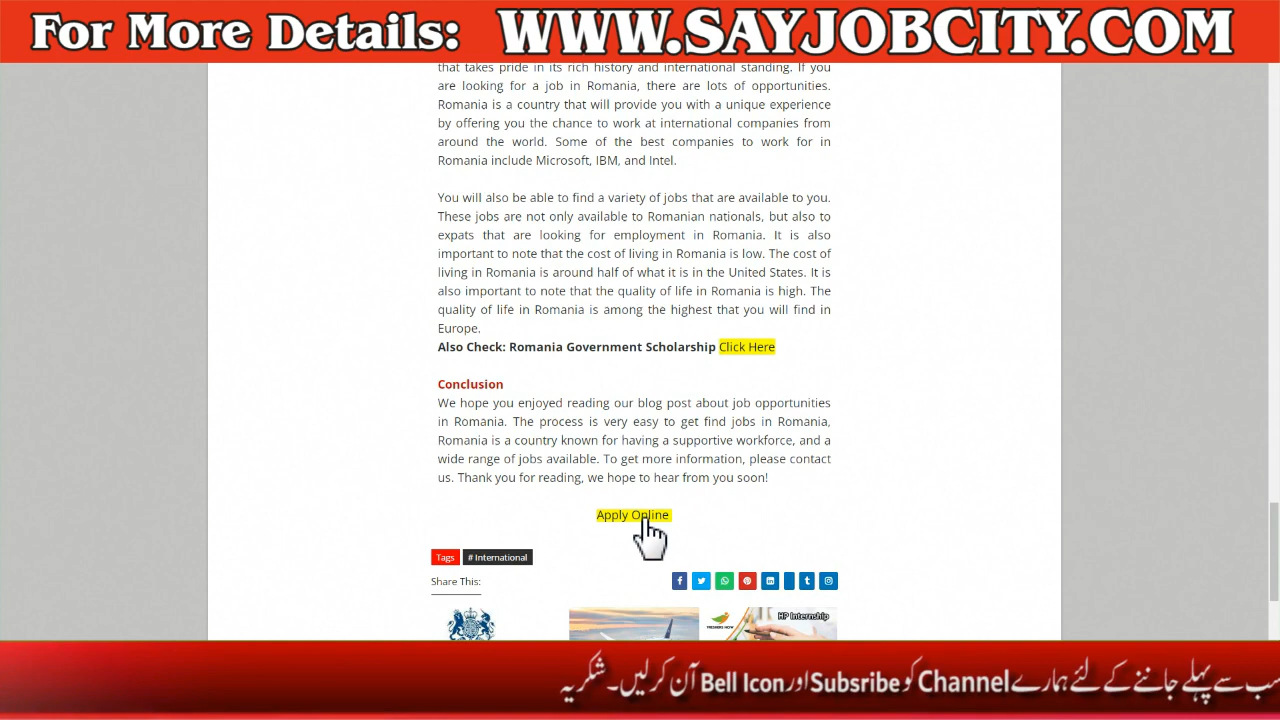 For More Details: WWW.SAYJOBCITY.COM
that takes pride in its rich history and international standing. If you
are looking for a job in Romania, there are lots of opportunities.
Romania is a country that will provide you with a unique experience
by offering you the chance to work at international companies from
around the world. Some of the best companies to work for in
Romania include Microsoft, IBM, and Intel.
You will also be able to find a variety of jobs that are available to you.
These jobs are not only available to Romanian nationals, but also to
expats that are looking for employment in Romania. It is also
important to note that the cost of living in Romania is low. The cost of
living in Romania is around half of what it is in the United States. It is
also important to note that the quality of life in Romania is high. The
quality of life in Romania is among the highest that you will find in
Europe.
Also Check: Romania Government Scholarship Click Here
Conclusion
We hope you enjoyed reading our blog post about job opportunities
in Romania. The process is very easy to get find jobs in Romania,
Romania is a country known for having a supportive workforce, and a
wide range of jobs available. To get more information, please contact
us. Thank you for reading, we hope to hear from you soon!
Apply Online
Tags # International
Share This:
FRESHERS NOW HP Internship
سب سے پہلے جاننے کے لئے ہمارے Channel کو Subsribe اور Bell Icon آن کرلیں۔ شکریہ